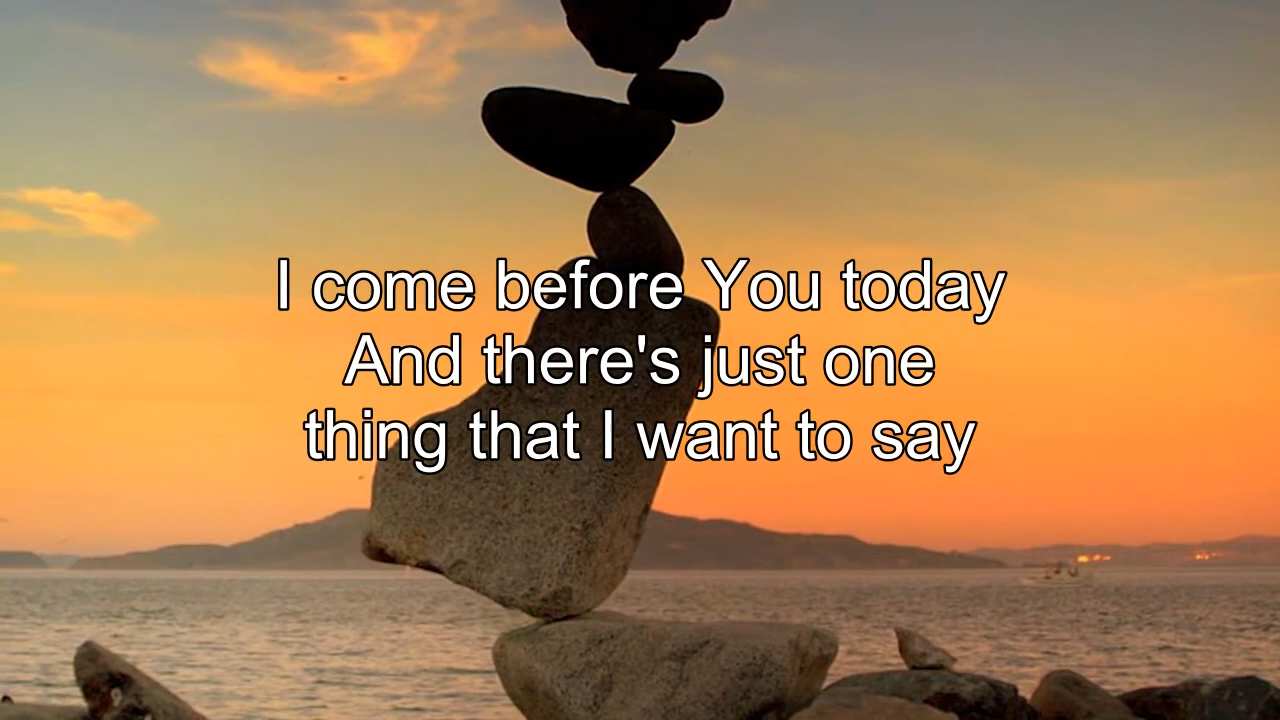 I come before You today
And there's just one
thing that I want to say